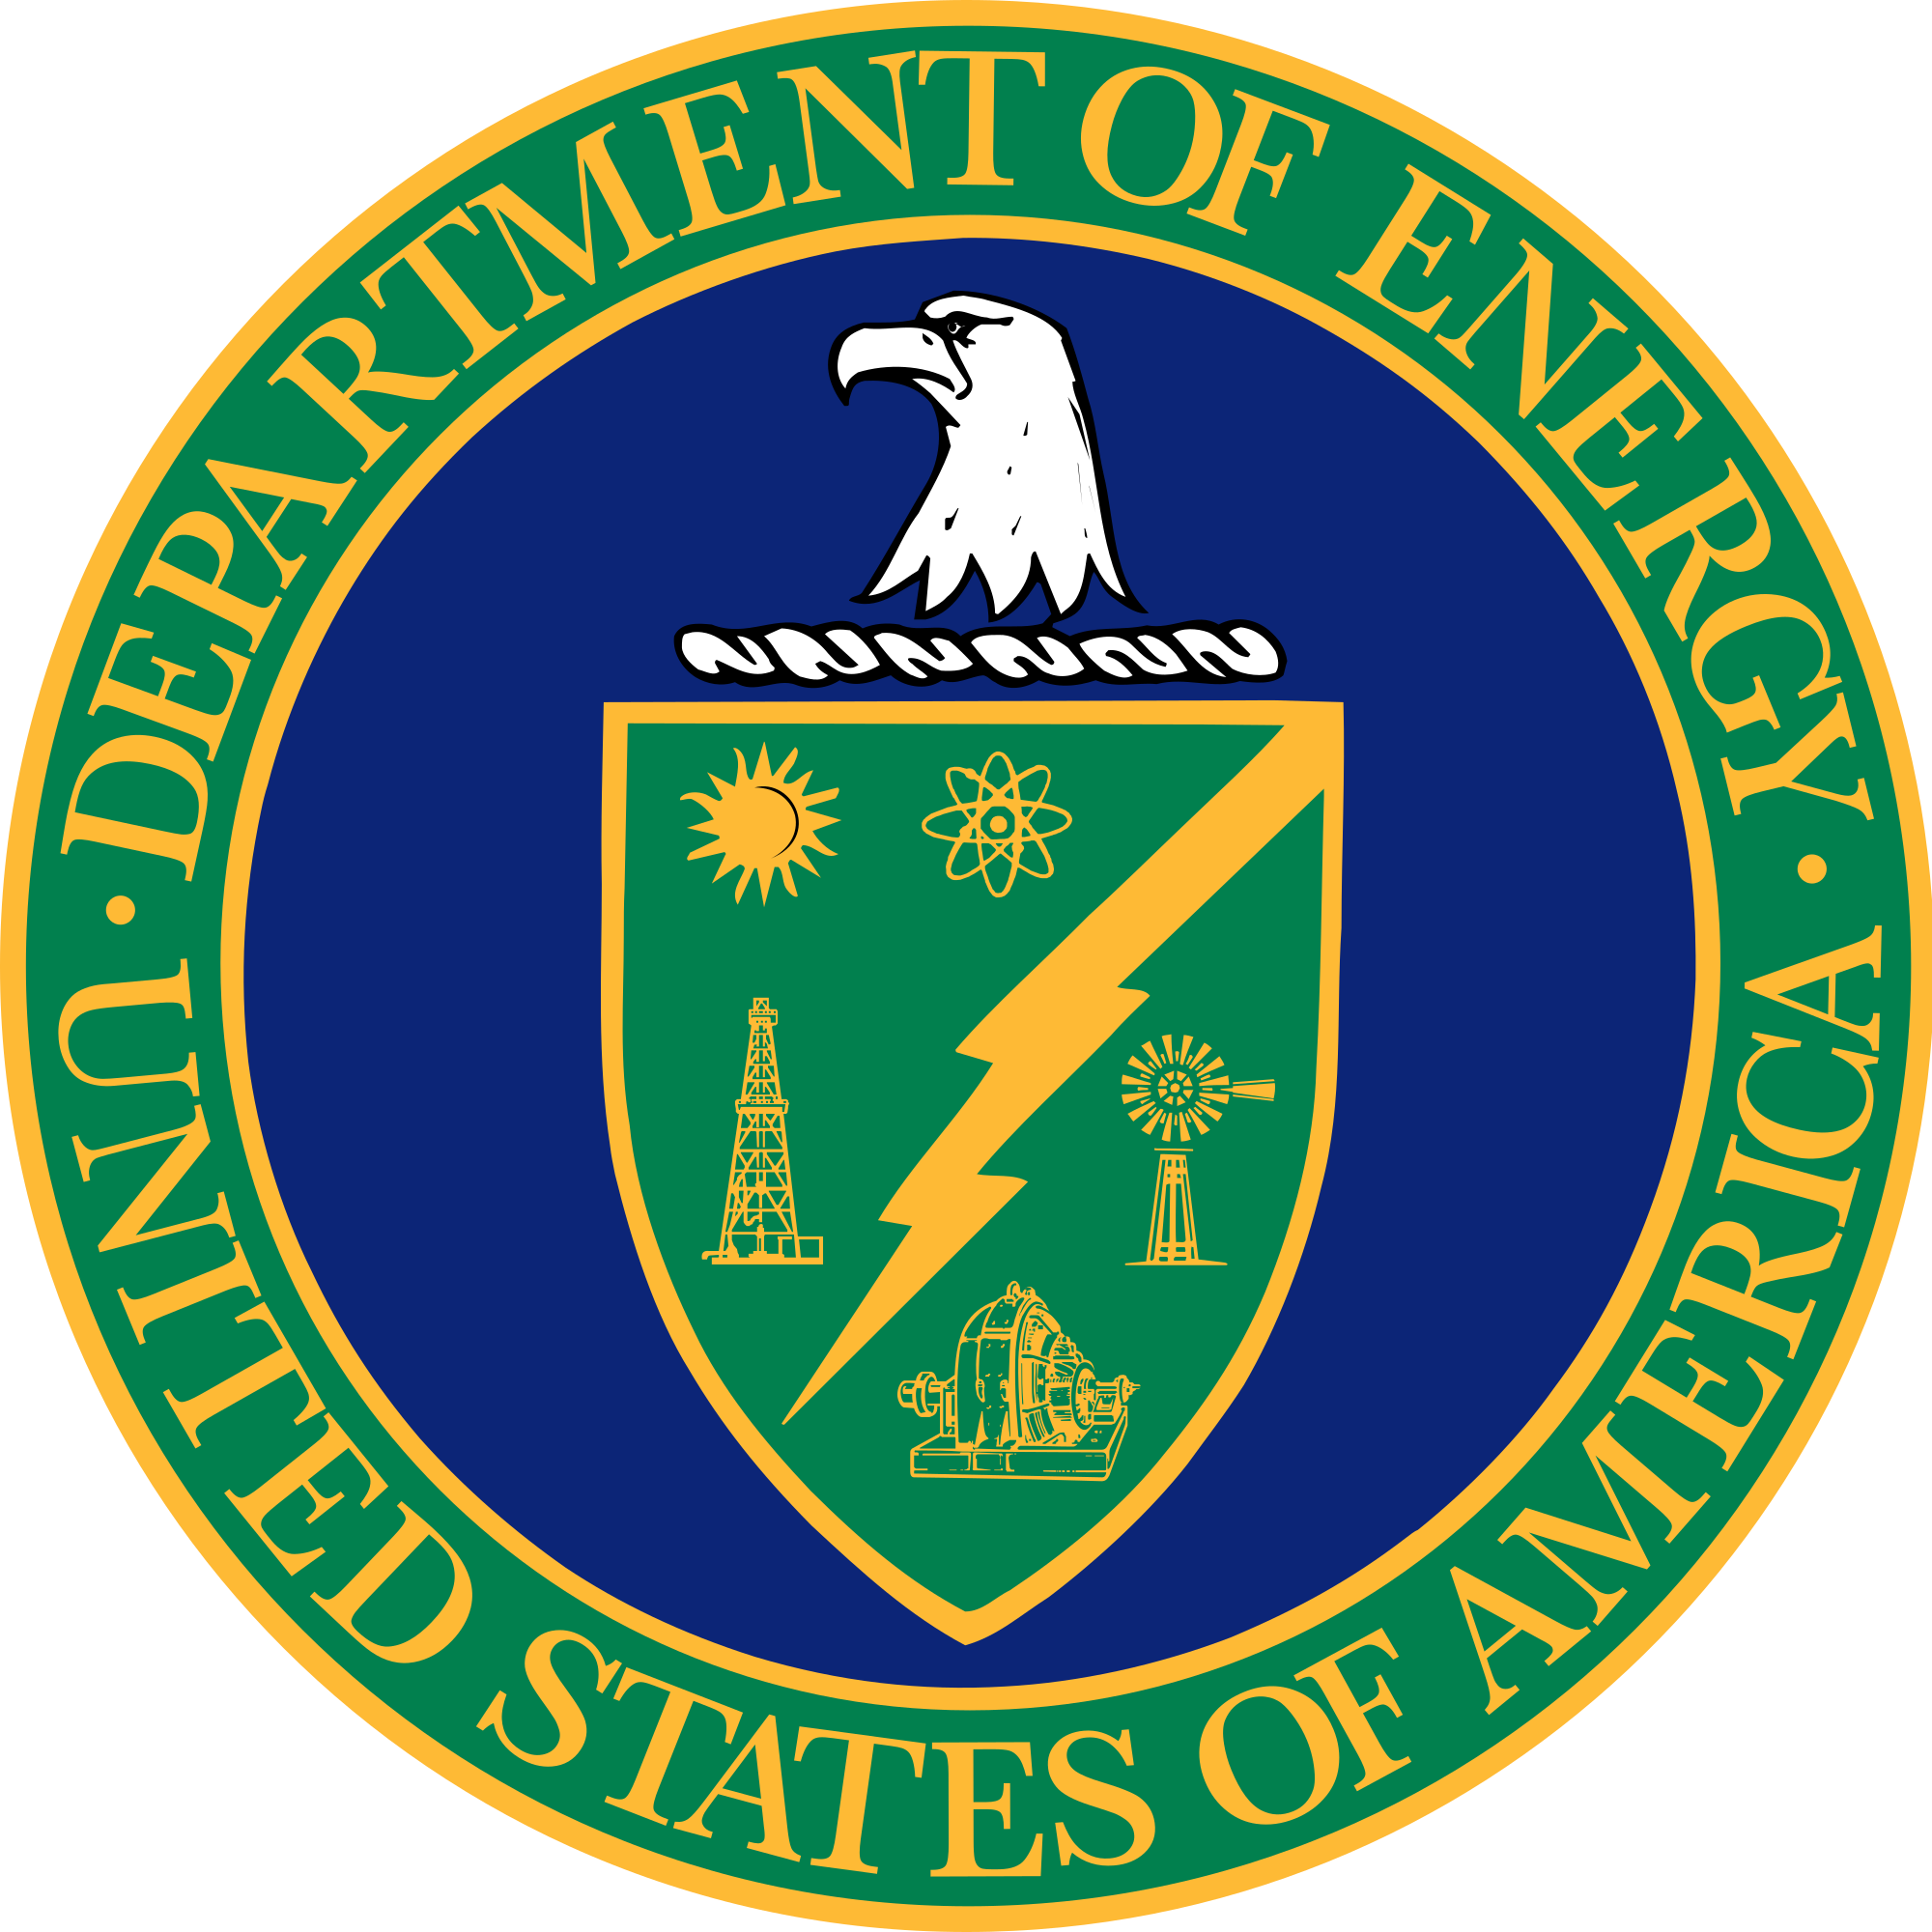 DEPARTMENT OF ENERGY
• UNITED STATES OF AMERICA •